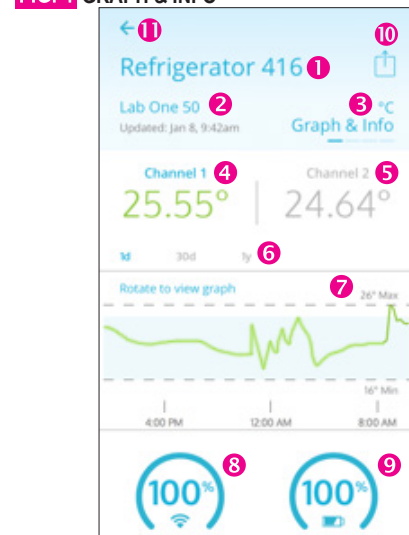 GRAPH & INFO
← 11
10
Refrigerator 416 1
Lab One 50 2
3 °C
Updated: Jan 8, 9:42am
Graph & Info
Channel 1 4
Channel 2 5
25.55°
24.64°
1d 30d 1y 6
Rotate to view graph
7
26° Max
16° Min
4:00 PM 12:00 AM 8:00 AM
8
9
100%
100%